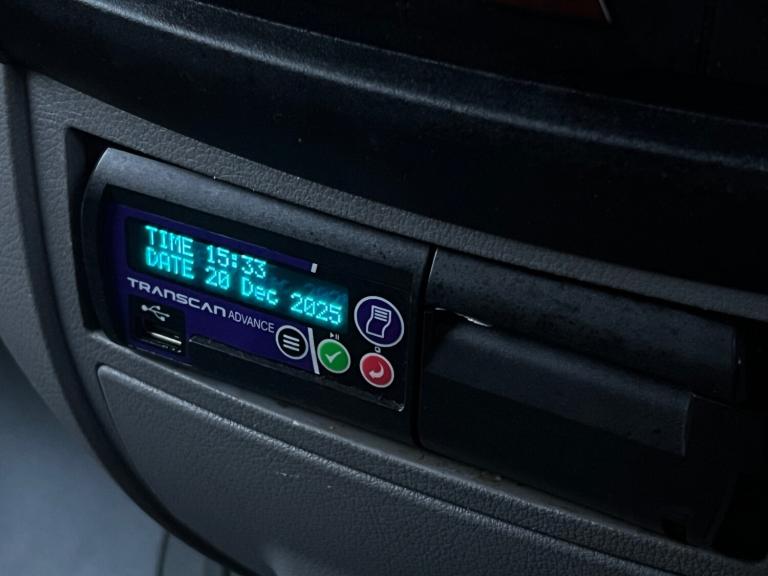 TIME 15:33
DATE 20 Dec 2025
TRANSCAN ADVANCE